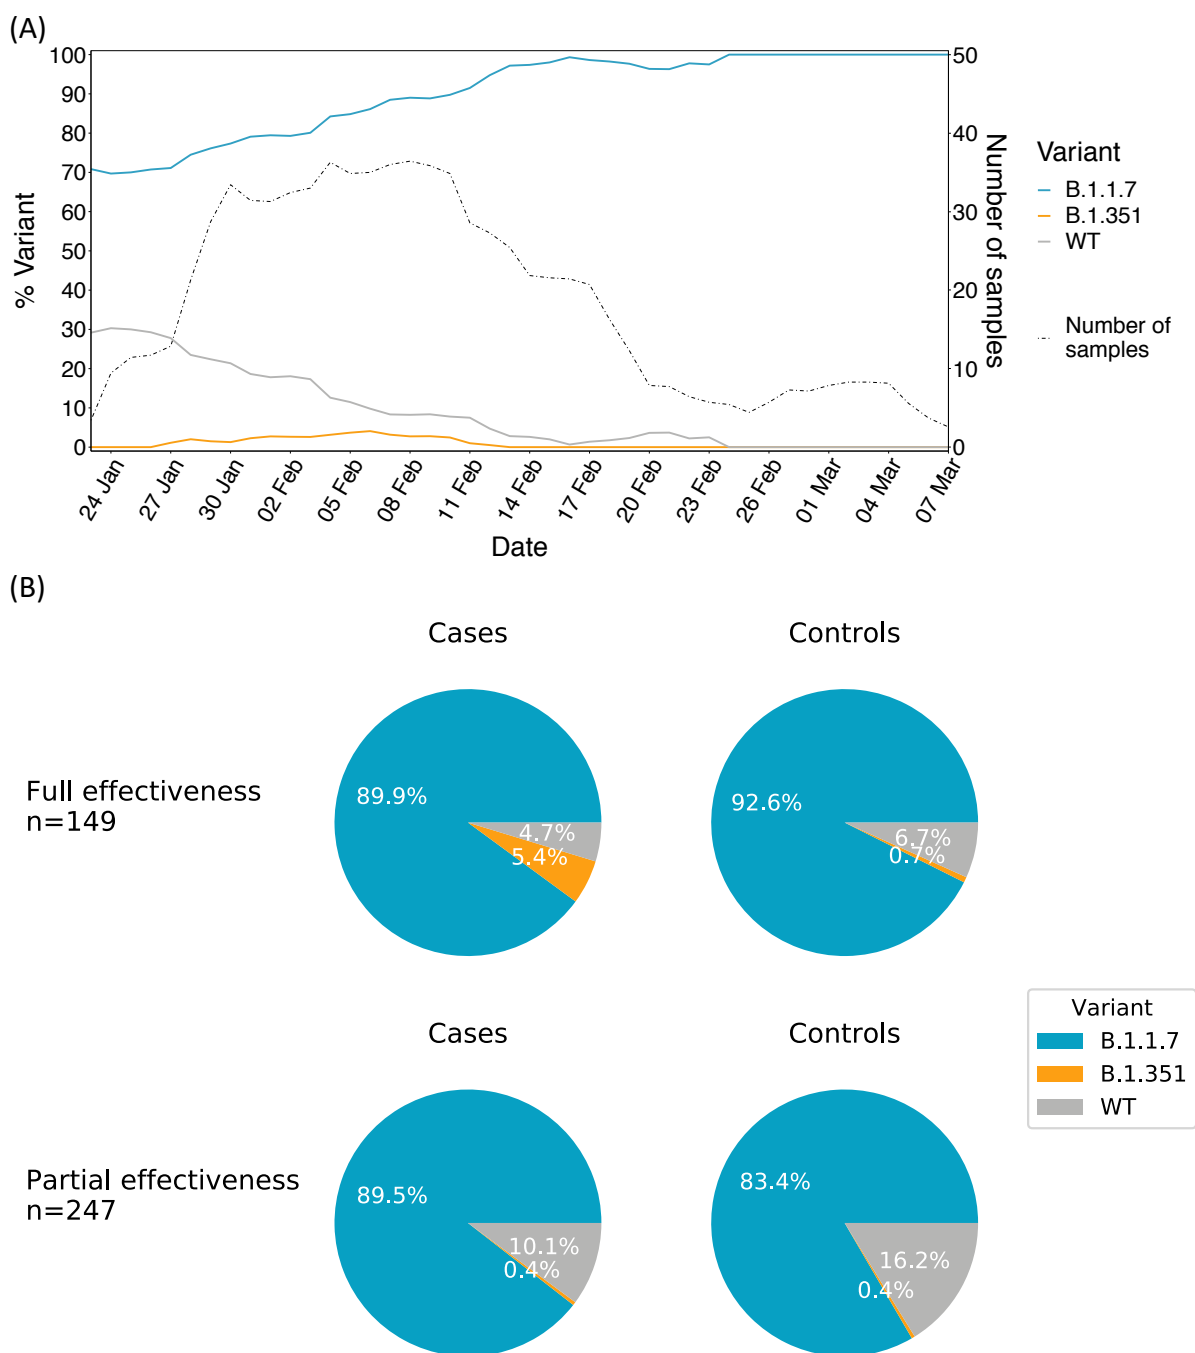 (A)
100
90
80
70
60
50
40
30
20
10
0
% Variant
50
40
30
20
10
0
Number of samples
24 Jan
27 Jan
30 Jan
02 Feb
05 Feb
08 Feb
11 Feb
14 Feb
17 Feb
20 Feb
23 Feb
26 Feb
01 Mar
04 Mar
07 Mar
Date
Variant
B.1.1.7
B.1.351
WT
Number of
samples
(B)
Cases
Controls
Full effectiveness
n=149
89.9%
4.7%
5.4%
92.6%
6.7%
0.7%
Cases
Controls
Partial effectiveness
n=247
89.5%
10.1%
0.4%
83.4%
16.2%
0.4%
Variant
B.1.1.7
B.1.351
WT